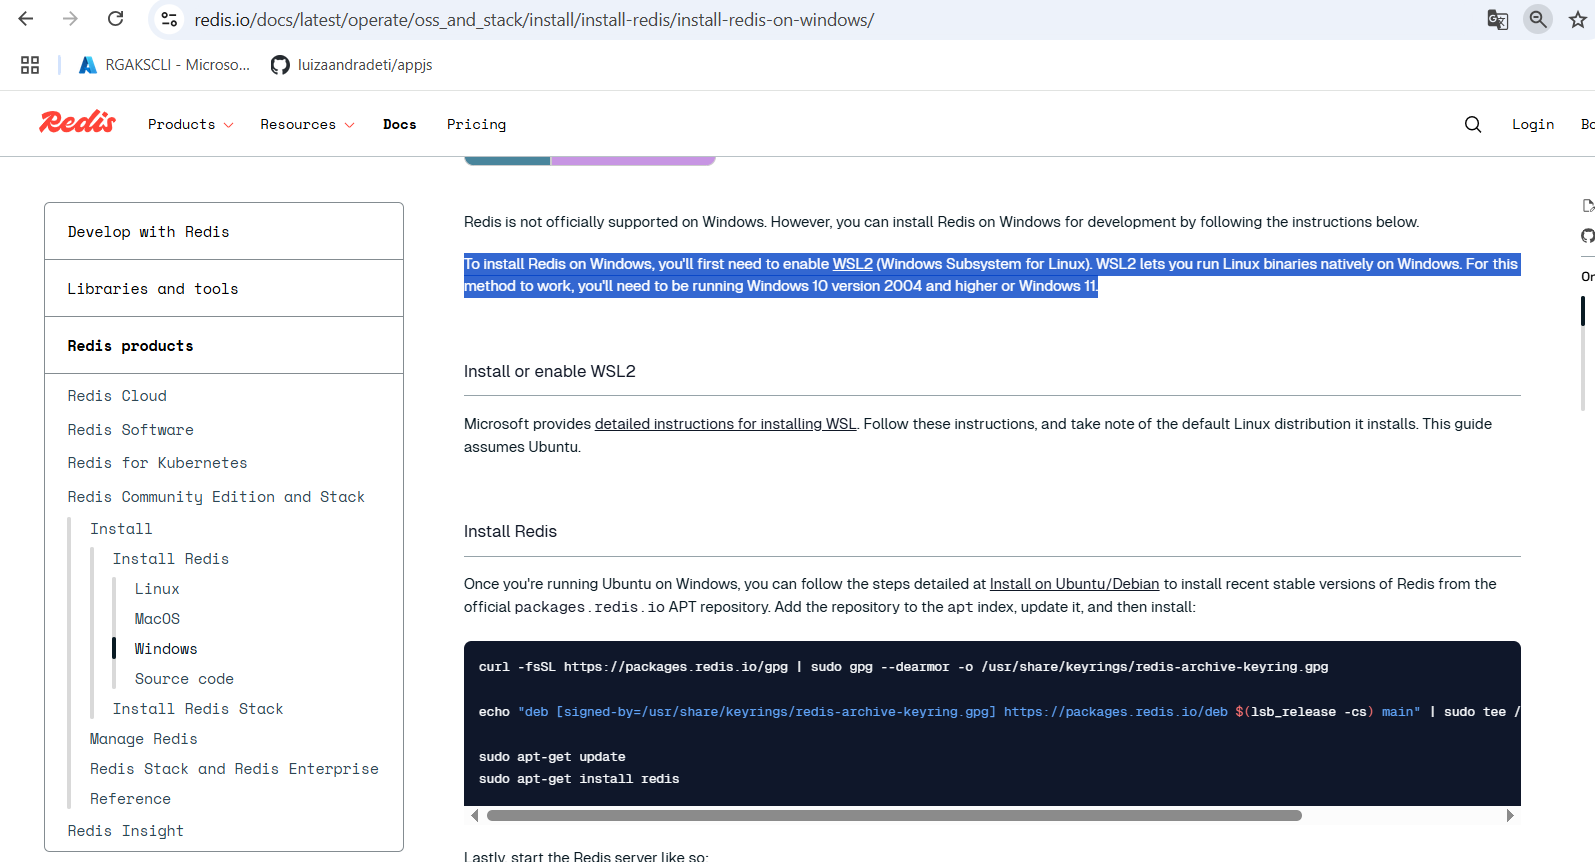 redis.io/docs/latest/operate/oss_and_stack/install/install-redis/install-redis-on-windows/
RGAKSCLI - Microso...
luizaandradeti/appjs
Redis
Products
Resources
Docs
Pricing
Login
Develop with Redis
Libraries and tools
Redis products
Redis Cloud
Redis Software
Redis for Kubernetes
Redis Community Edition and Stack
Install
Install Redis
Linux
MacOS
Windows
Source code
Install Redis Stack
Manage Redis
Redis Stack and Redis Enterprise
Reference
Redis Insight
Redis is not officially supported on Windows. However, you can install Redis on Windows for development by following the instructions below.
To install Redis on Windows, you'll first need to enable WSL2 (Windows Subsystem for Linux). WSL2 lets you run Linux binaries natively on Windows. For this
method to work, you'll need to be running Windows 10 version 2004 and higher or Windows 11.
Install or enable WSL2
Microsoft provides detailed instructions for installing WSL. Follow these instructions, and take note of the default Linux distribution it installs. This guide
assumes Ubuntu.
Install Redis
Once you're running Ubuntu on Windows, you can follow the steps detailed at Install on Ubuntu/Debian to install recent stable versions of Redis from the
official packages.redis.io APT repository. Add the repository to the apt index, update it, and then install:
curl -fsSL https://packages.redis.io/gpg | sudo gpg --dearmor -o /usr/share/keyrings/redis-archive-keyring.gpg
echo "deb [signed-by=/usr/share/keyrings/redis-archive-keyring.gpg] https://packages.redis.io/deb $(lsb_release -cs) main" | sudo tee /
sudo apt-get update
sudo apt-get install redis
Lastly, start the Redis server like so: